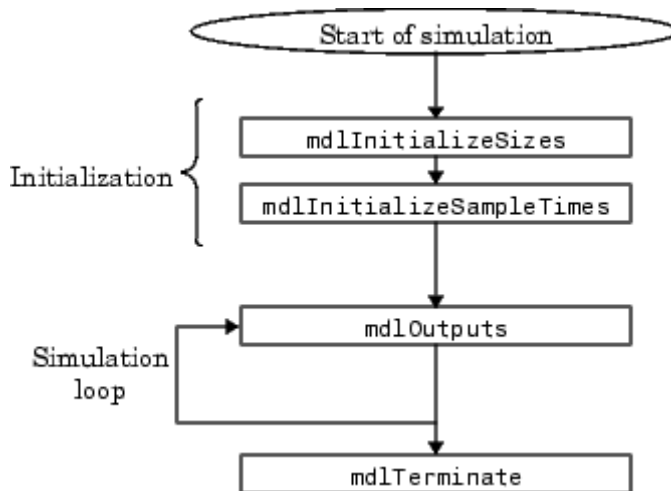 Start of simulation
mdlInitializeSizes
Initialization
mdlInitializeSampleTimes
mdlOutputs
Simulation
loop
mdlTerminate